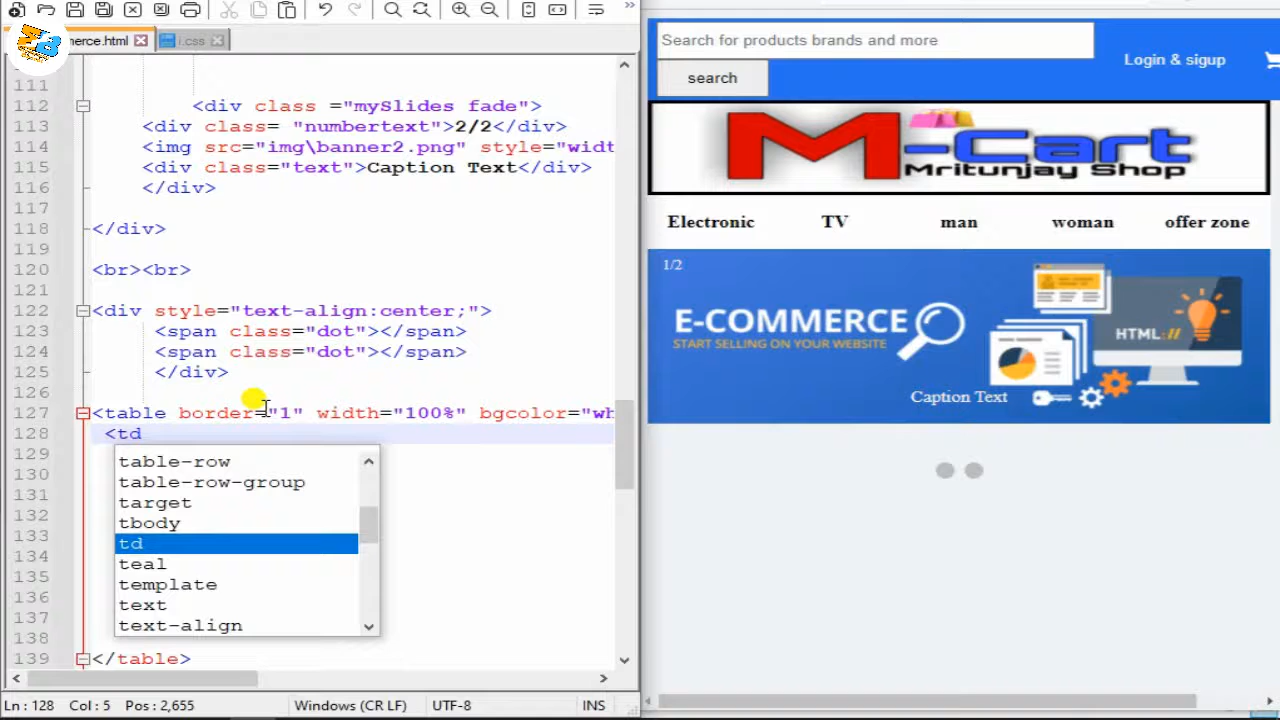 merce.html
i.css
111
112 <div class ="mySlides fade">
113 <div class= "numbertext">2/2</div>
114 <img src="img\banner2.png" style="widt
115 <div class="text">Caption Text</div>
116 </div>
117
118 </div>
119
120 <br><br>
121
122 <div style="text-align:center;">
123 <span class="dot"></span>
124 <span class="dot"></span>
125 </div>
126
127 <table border="1" width="100%" bgcolor="wh
128 <td
129
130
131
132
133
134
135
136
137
138
139 </table>
table-row
table-row-group
target
tbody
td
teal
template
text
text-align
Ln : 128 Col : 5 Pos : 2,655
Windows (CR LF)
UTF-8
INS
Search for products brands and more
search
Login & sigup
M-Cart
Mritunjay Shop
Electronic TV man woman offer zone
1/2
E-COMMERCE
START SELLING ON YOUR WEBSITE
HTML://
Caption Text